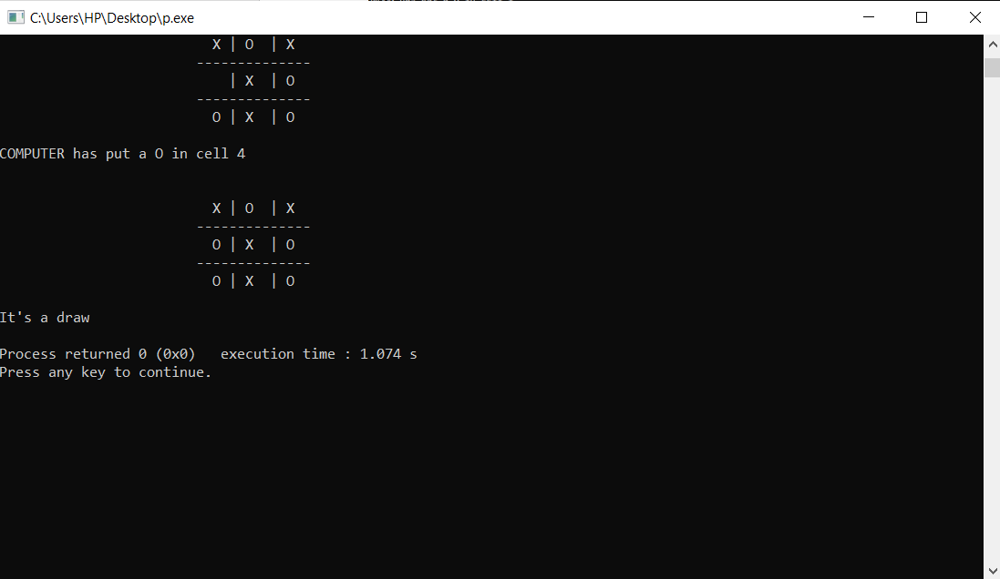 C:\Users\HP\Desktop\p.exe
X | O | X
--------------
| X | O
--------------
O | X | O
COMPUTER has put a O in cell 4
X | O | X
--------------
O | X | O
--------------
O | X | O
It's a draw
Process returned 0 (0x0) execution time : 1.074 s
Press any key to continue.